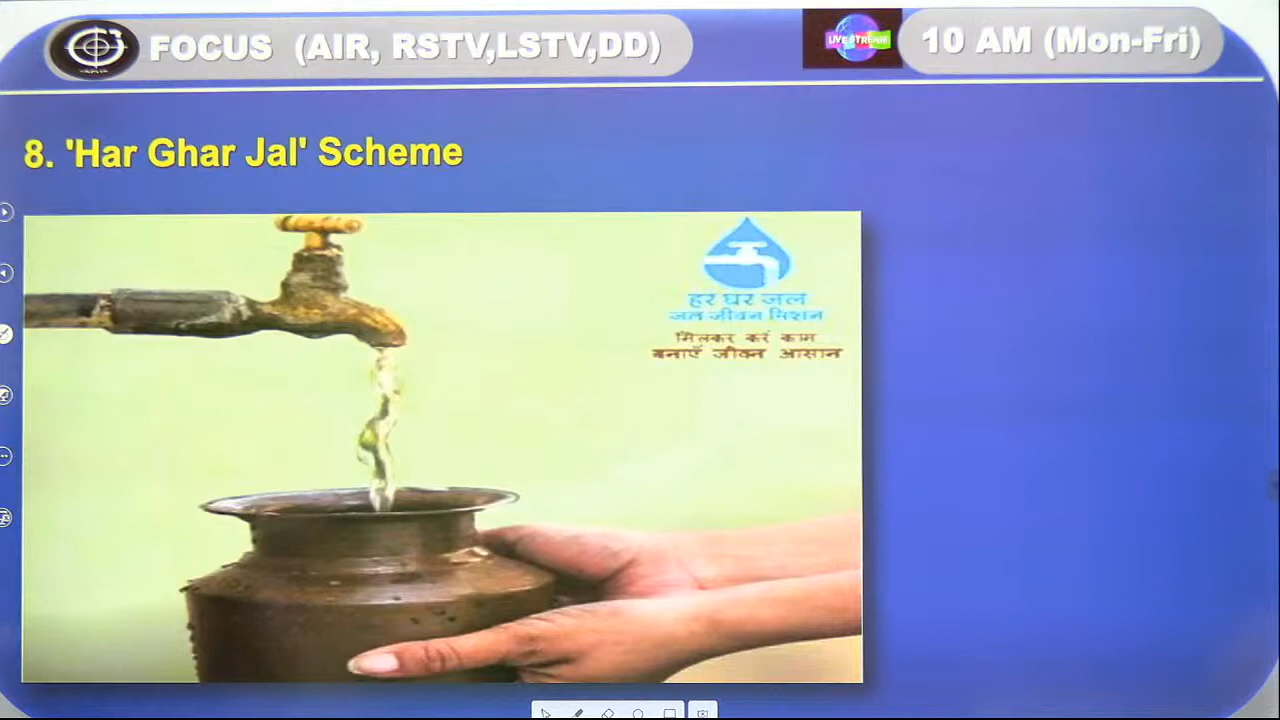 FOCUS (AIR, RSTV,LSTV,DD)
LIVE STREAM
10 AM (Mon-Fri)
8. 'Har Ghar Jal' Scheme
हर घर जल
जल जीवन मिशन
मिलकर करें काम
बनाएँ जीवन आसान